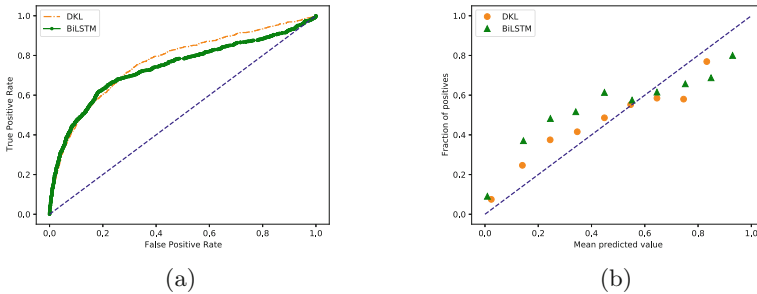 DKL
BiLSTM
True Positive Rate
1.0
0.8
0.6
0.4
0.2
0.0
0.0 0.2 0.4 0.6 0.8 1.0
False Positive Rate
(a)
DKL
BiLSTM
Fraction of positives
1.0
0.8
0.6
0.4
0.2
0.0
0.0 0.2 0.4 0.6 0.8 1.0
Mean predicted value
(b)